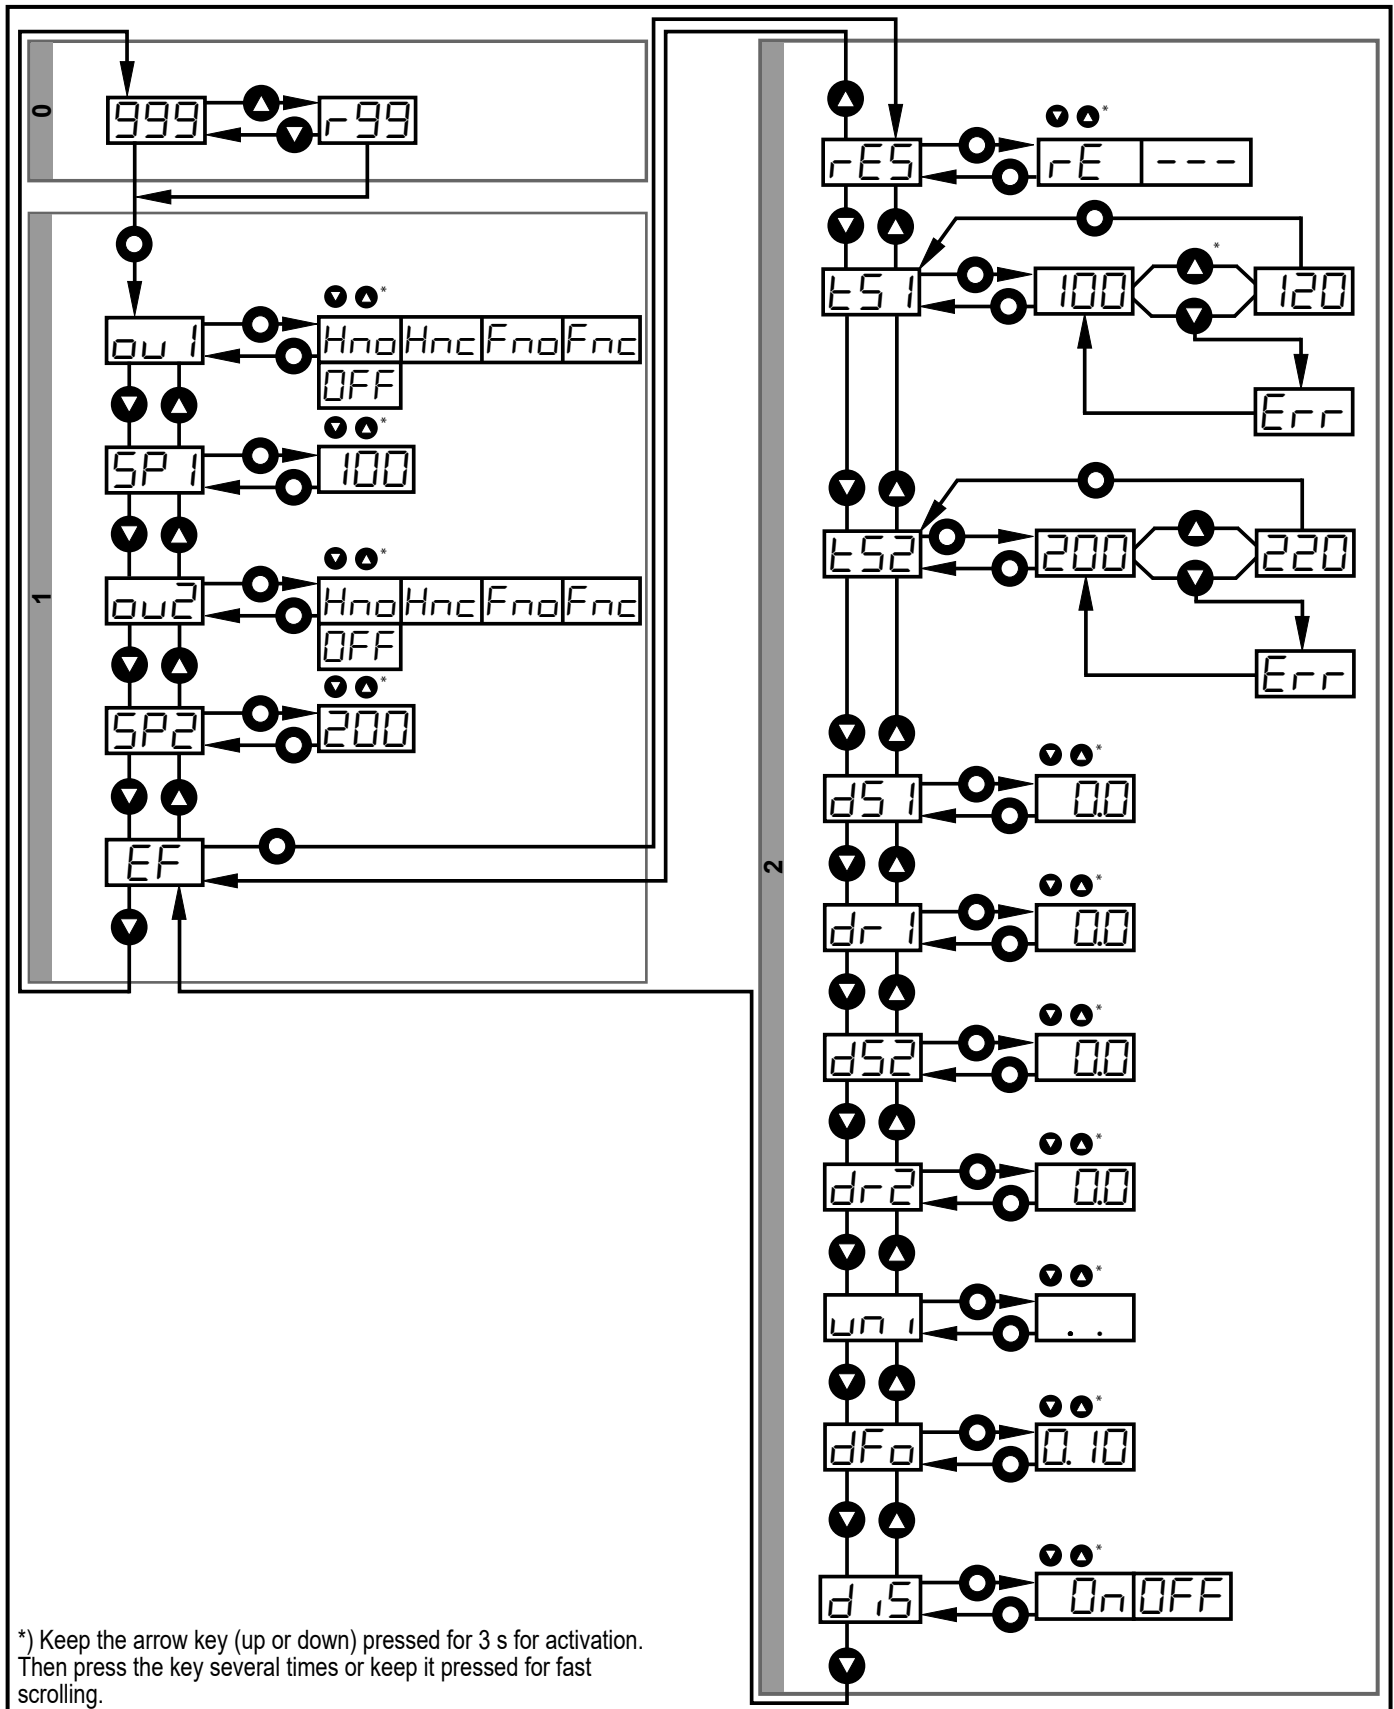 0
999
r99
1
ou1
Hno Hnc Fno Fnc
OFF
SP1
100
ou2
Hno Hnc Fno Fnc
OFF
SP2
200
EF
2
rES
rE ---
tS1
100
120
Err
tS2
200
220
Err
dS1
0.0
dr1
0.0
dS2
0.0
dr2
0.0
uni
. .
dFo
0.10
diS
On OFF
*) Keep the arrow key (up or down) pressed for 3 s for activation.
Then press the key several times or keep it pressed for fast
scrolling.